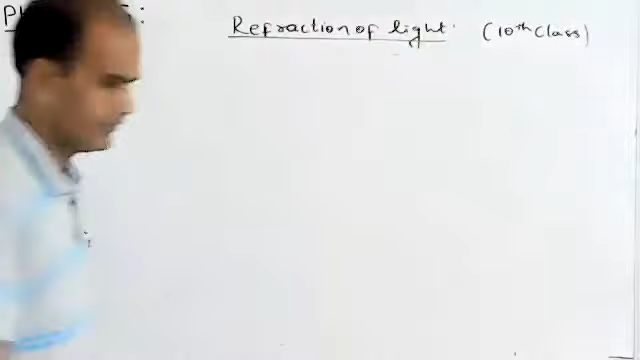 Refraction of light. (10th Class)